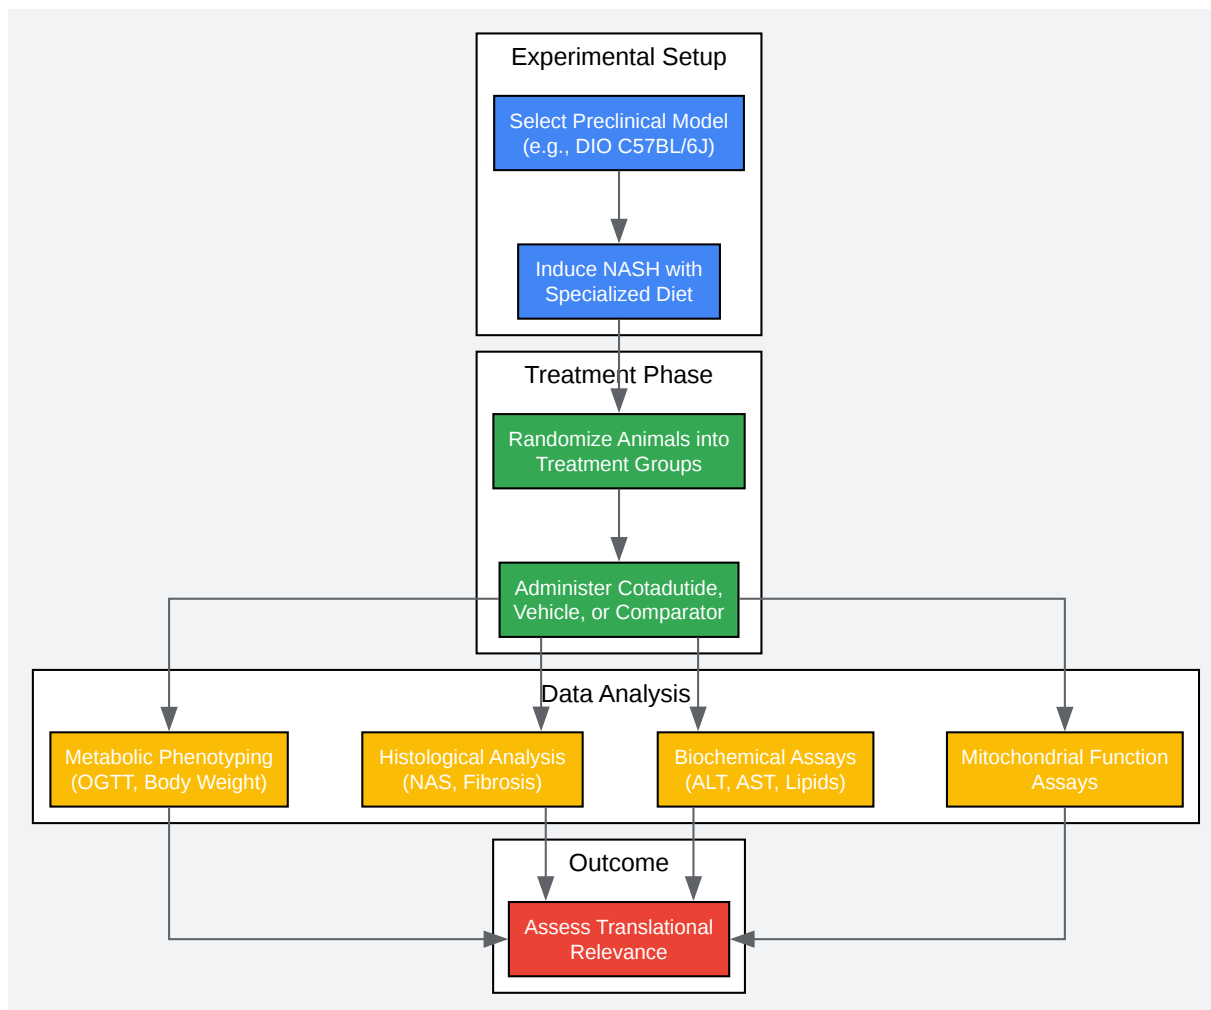 Experimental Setup
Select Preclinical Model
(e.g., DIO C57BL/6J)
Induce NASH with
Specialized Diet
Treatment Phase
Randomize Animals into
Treatment Groups
Administer Cotadutide,
Vehicle, or Comparator
Data Analysis
Metabolic Phenotyping
(OGTT, Body Weight)
Histological Analysis
(NAS, Fibrosis)
Biochemical Assays
(ALT, AST, Lipids)
Mitochondrial Function
Assays
Outcome
Assess Translational
Relevance